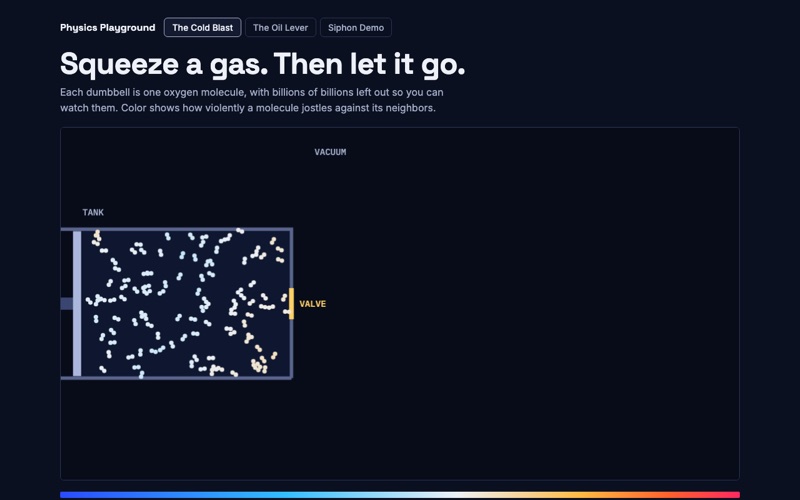 Physics Playground
The Cold Blast
The Oil Lever
Siphon Demo
Squeeze a gas. Then let it go.
Each dumbbell is one oxygen molecule, with billions of billions left out so you can
watch them. Color shows how violently a molecule jostles against its neighbors.
VACUUM
TANK
VALVE